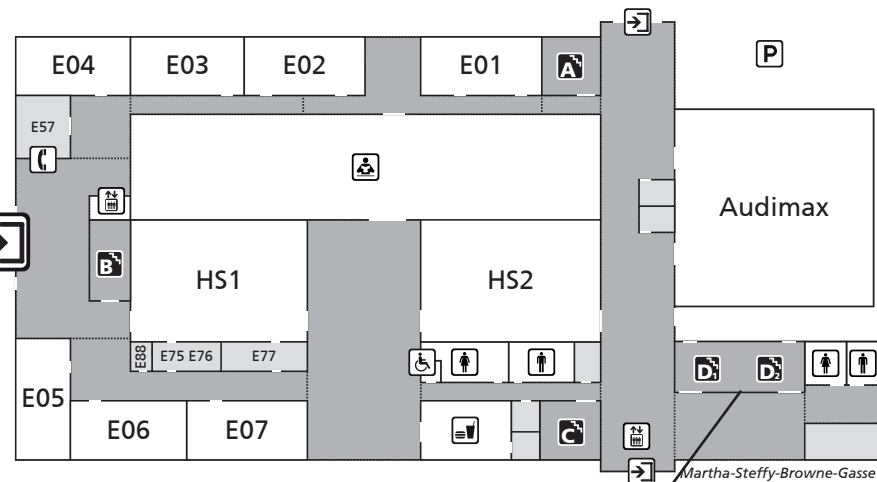 P
E04 E03 E02 E01 A
E57
Audimax
B HS1 HS2
E88 E75 E76 E77
D1 D2
E05
E06 E07 C
Martha-Steffy-Browne-Gasse